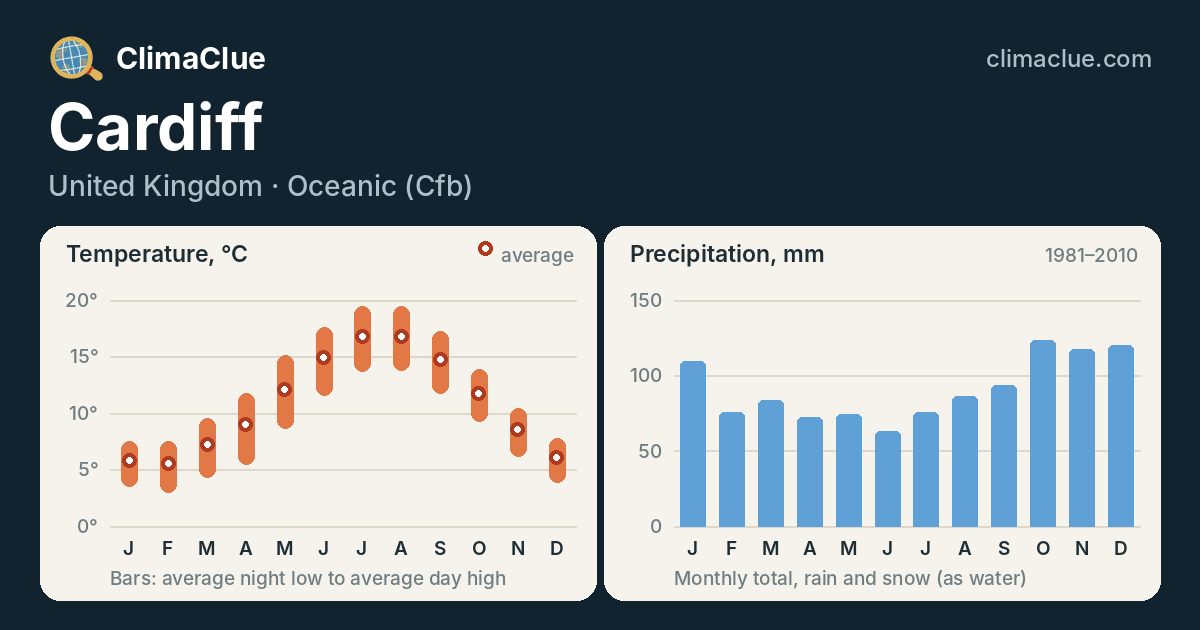 ClimaClue
climaclue.com
Cardiff
United Kingdom · Oceanic (Cfb)
Temperature, °C
average
20°
15°
10°
5°
0°
J F M A M J J A S O N D
Bars: average night low to average day high
Precipitation, mm
1981–2010
150
100
50
0
J F M A M J J A S O N D
Monthly total, rain and snow (as water)